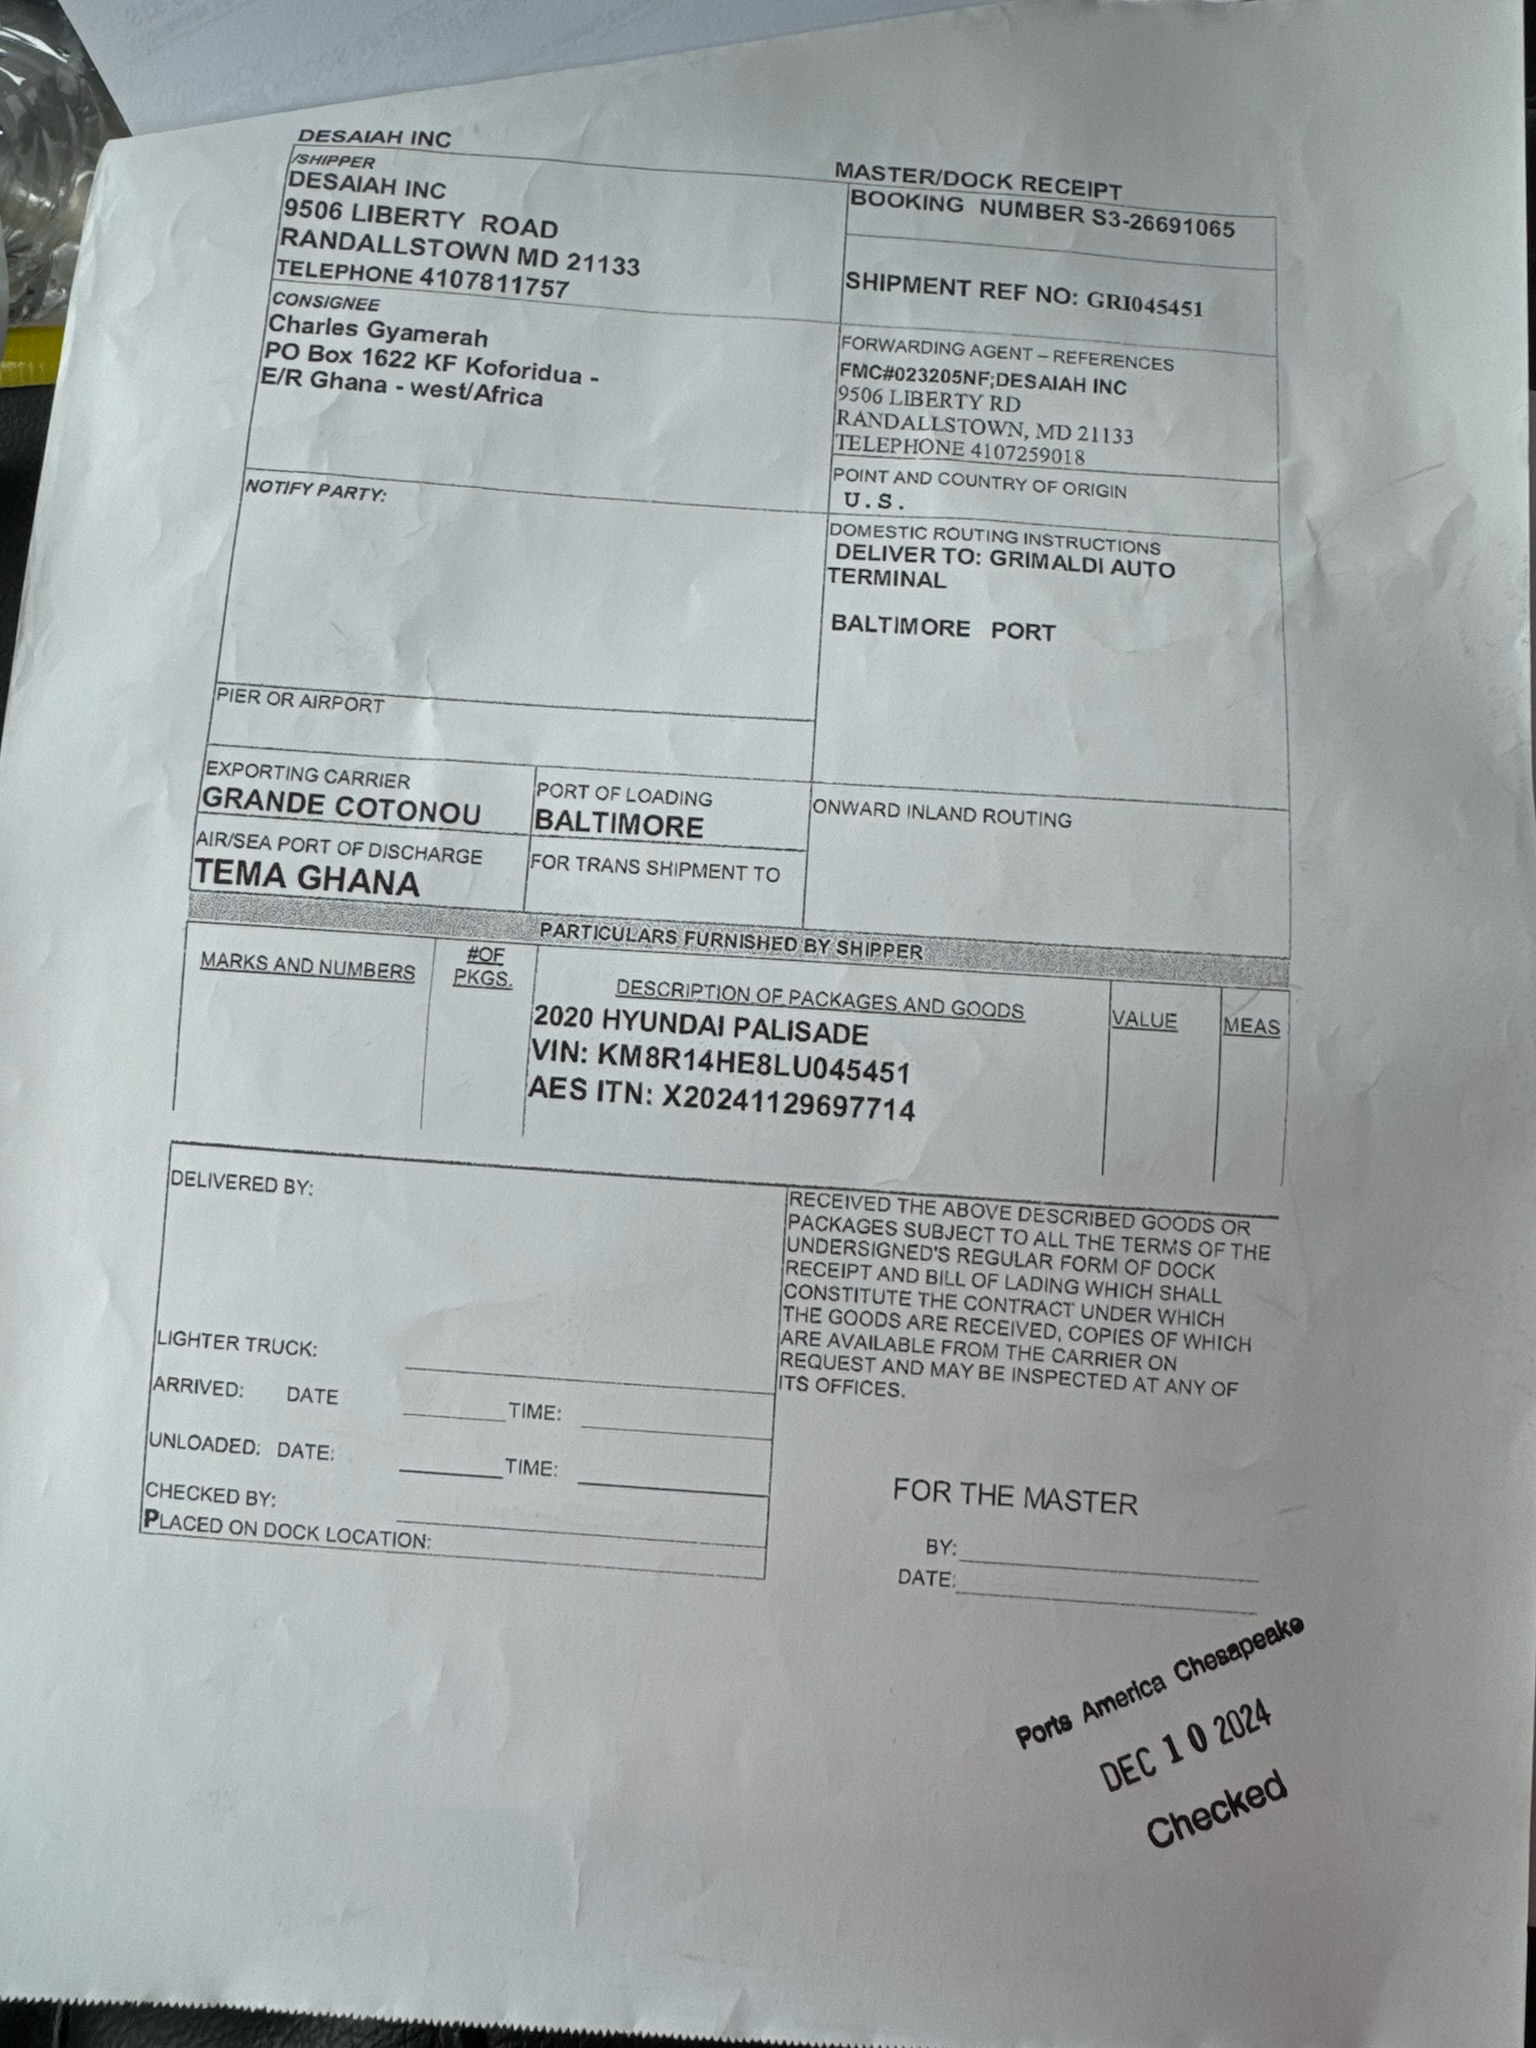 DESAIAH INC
MASTER/DOCK RECEIPT
/SHIPPER
DESAIAH INC
9506 LIBERTY ROAD
RANDALLSTOWN MD 21133
TELEPHONE 4107811757
BOOKING NUMBER S3-26691065
SHIPMENT REF NO: GRI045451
CONSIGNEE
Charles Gyamerah
PO Box 1622 KF Koforidua -
E/R Ghana - west/Africa
FORWARDING AGENT – REFERENCES
FMC#023205NF;DESAIAH INC
9506 LIBERTY RD
RANDALLSTOWN, MD 21133
TELEPHONE 4107259018
POINT AND COUNTRY OF ORIGIN
U.S.
NOTIFY PARTY:
DOMESTIC ROUTING INSTRUCTIONS
DELIVER TO: GRIMALDI AUTO
TERMINAL
BALTIMORE PORT
PIER OR AIRPORT
EXPORTING CARRIER
GRANDE COTONOU
PORT OF LOADING
BALTIMORE
ONWARD INLAND ROUTING
AIR/SEA PORT OF DISCHARGE
TEMA GHANA
FOR TRANS SHIPMENT TO
PARTICULARS FURNISHED BY SHIPPER
MARKS AND NUMBERS
#OF
PKGS.
DESCRIPTION OF PACKAGES AND GOODS
VALUE
MEAS
2020 HYUNDAI PALISADE
VIN: KM8R14HE8LU045451
AES ITN: X20241129697714
DELIVERED BY:
LIGHTER TRUCK:
ARRIVED: DATE TIME:
UNLOADED: DATE: TIME:
CHECKED BY:
PLACED ON DOCK LOCATION:
RECEIVED THE ABOVE DESCRIBED GOODS OR
PACKAGES SUBJECT TO ALL THE TERMS OF THE
UNDERSIGNED'S REGULAR FORM OF DOCK
RECEIPT AND BILL OF LADING WHICH SHALL
CONSTITUTE THE CONTRACT UNDER WHICH
THE GOODS ARE RECEIVED, COPIES OF WHICH
ARE AVAILABLE FROM THE CARRIER ON
REQUEST AND MAY BE INSPECTED AT ANY OF
ITS OFFICES.
FOR THE MASTER
BY:
DATE:
Ports America Chesapeake
DEC 10 2024
Checked